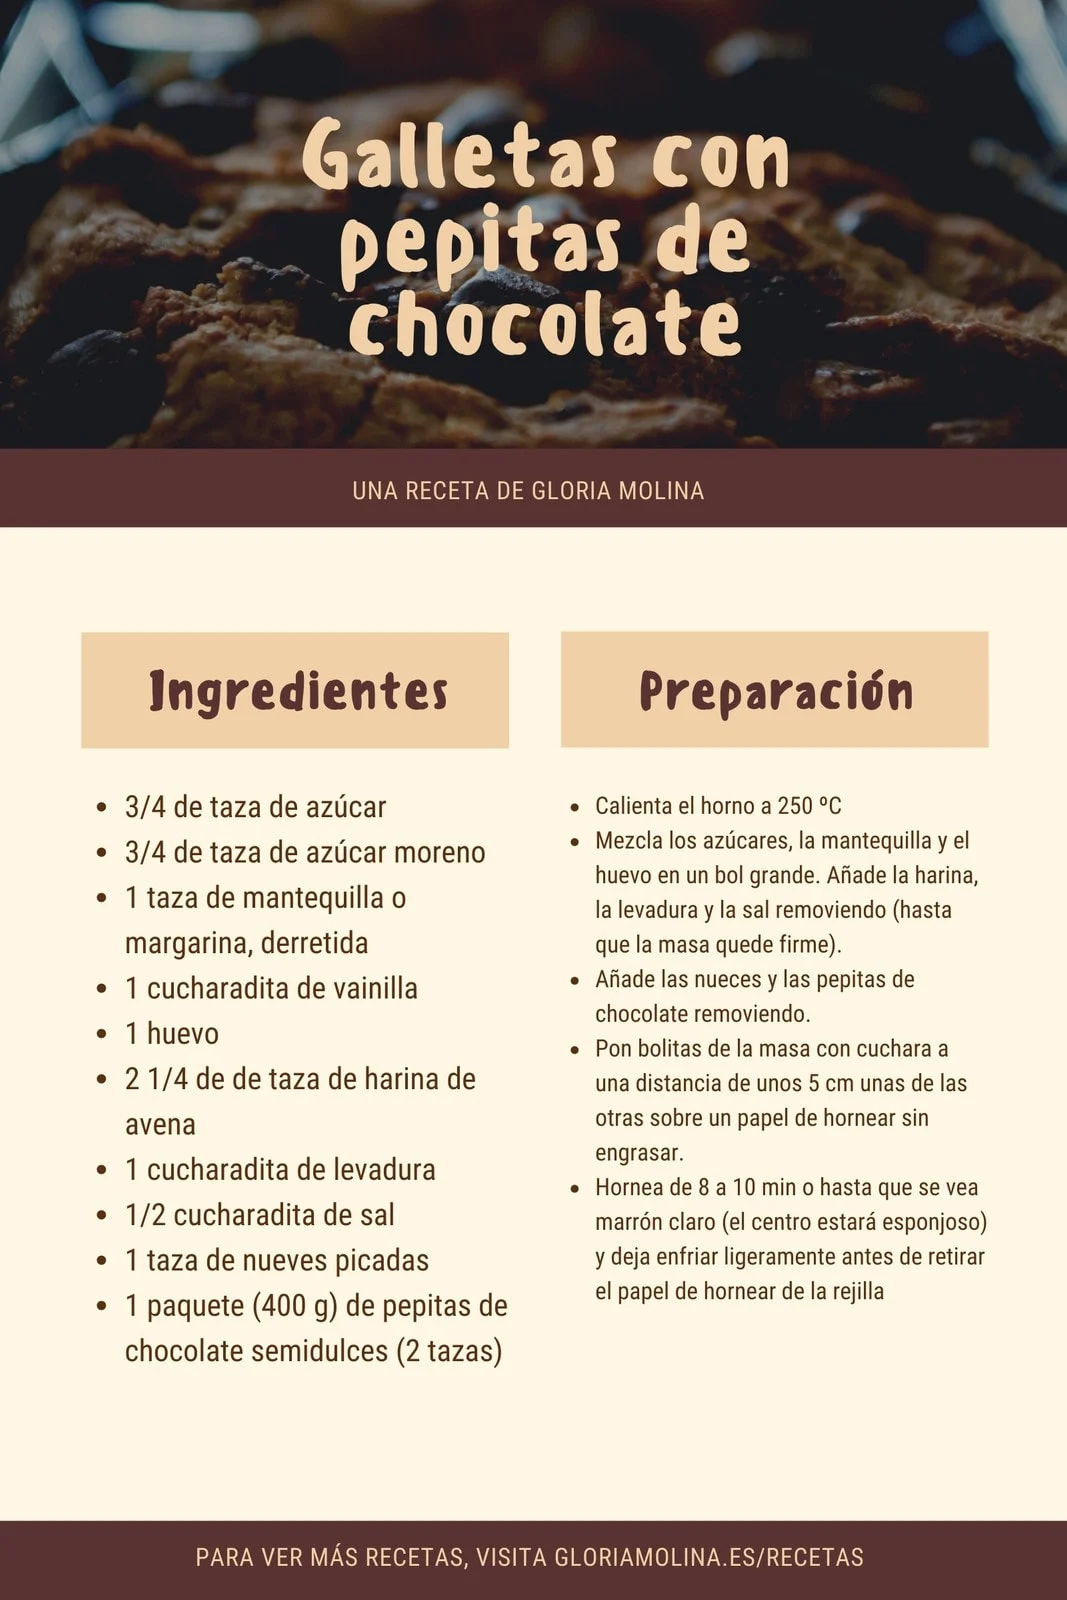 Galletas con
pepitas de
chocolate
UNA RECETA DE GLORIA MOLINA
Ingredientes
• 3/4 de taza de azúcar
• 3/4 de taza de azúcar moreno
• 1 taza de mantequilla o
margarina, derretida
• 1 cucharadita de vainilla
• 1 huevo
• 2 1/4 de de taza de harina de
avena
• 1 cucharadita de levadura
• 1/2 cucharadita de sal
• 1 taza de nueves picadas
• 1 paquete (400 g) de pepitas de
chocolate semidulces (2 tazas)
Preparación
• Calienta el horno a 250 ºC
• Mezcla los azúcares, la mantequilla y el
huevo en un bol grande. Añade la harina,
la levadura y la sal removiendo (hasta
que la masa quede firme).
• Añade las nueces y las pepitas de
chocolate removiendo.
• Pon bolitas de la masa con cuchara a
una distancia de unos 5 cm unas de las
otras sobre un papel de hornear sin
engrasar.
• Hornea de 8 a 10 min o hasta que se vea
marrón claro (el centro estará esponjoso)
y deja enfriar ligeramente antes de retirar
el papel de hornear de la rejilla
PARA VER MÁS RECETAS, VISITA GLORIAMOLINA.ES/RECETAS